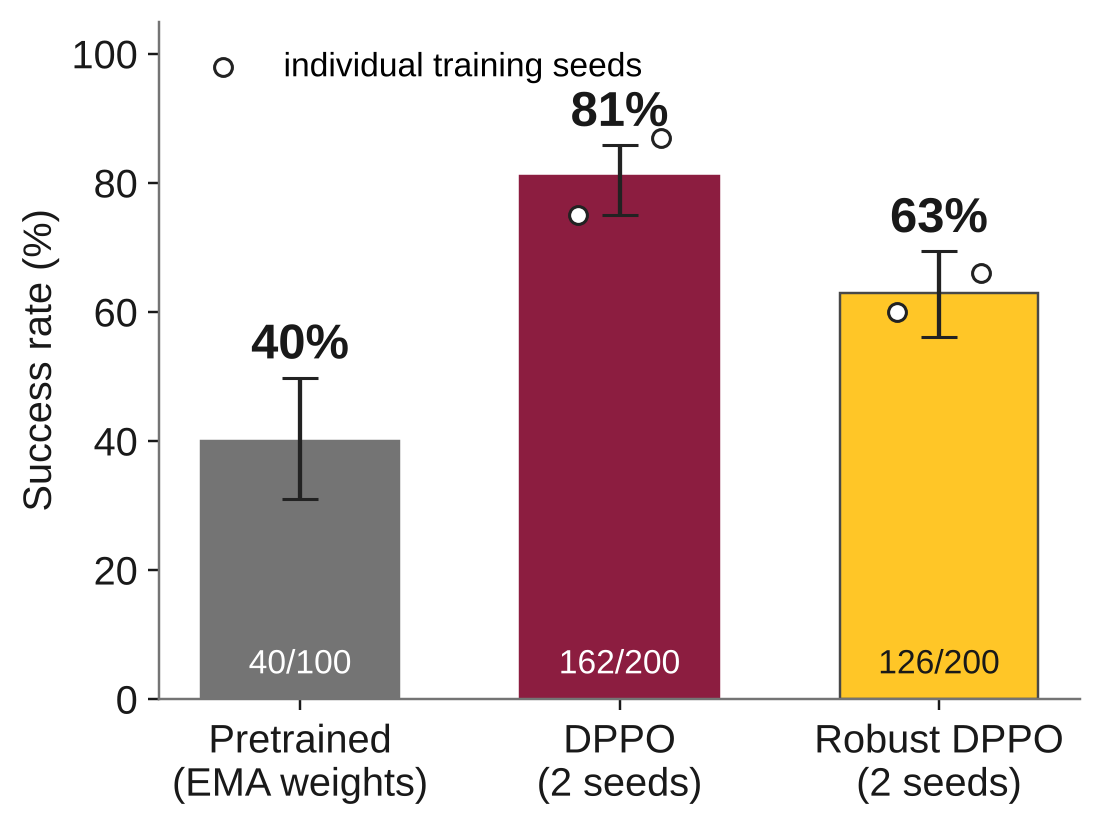 individual training seeds
100
80
60
40
20
0
Success rate (%)
40%
81%
63%
40/100
162/200
126/200
Pretrained
(EMA weights)
DPPO
(2 seeds)
Robust DPPO
(2 seeds)